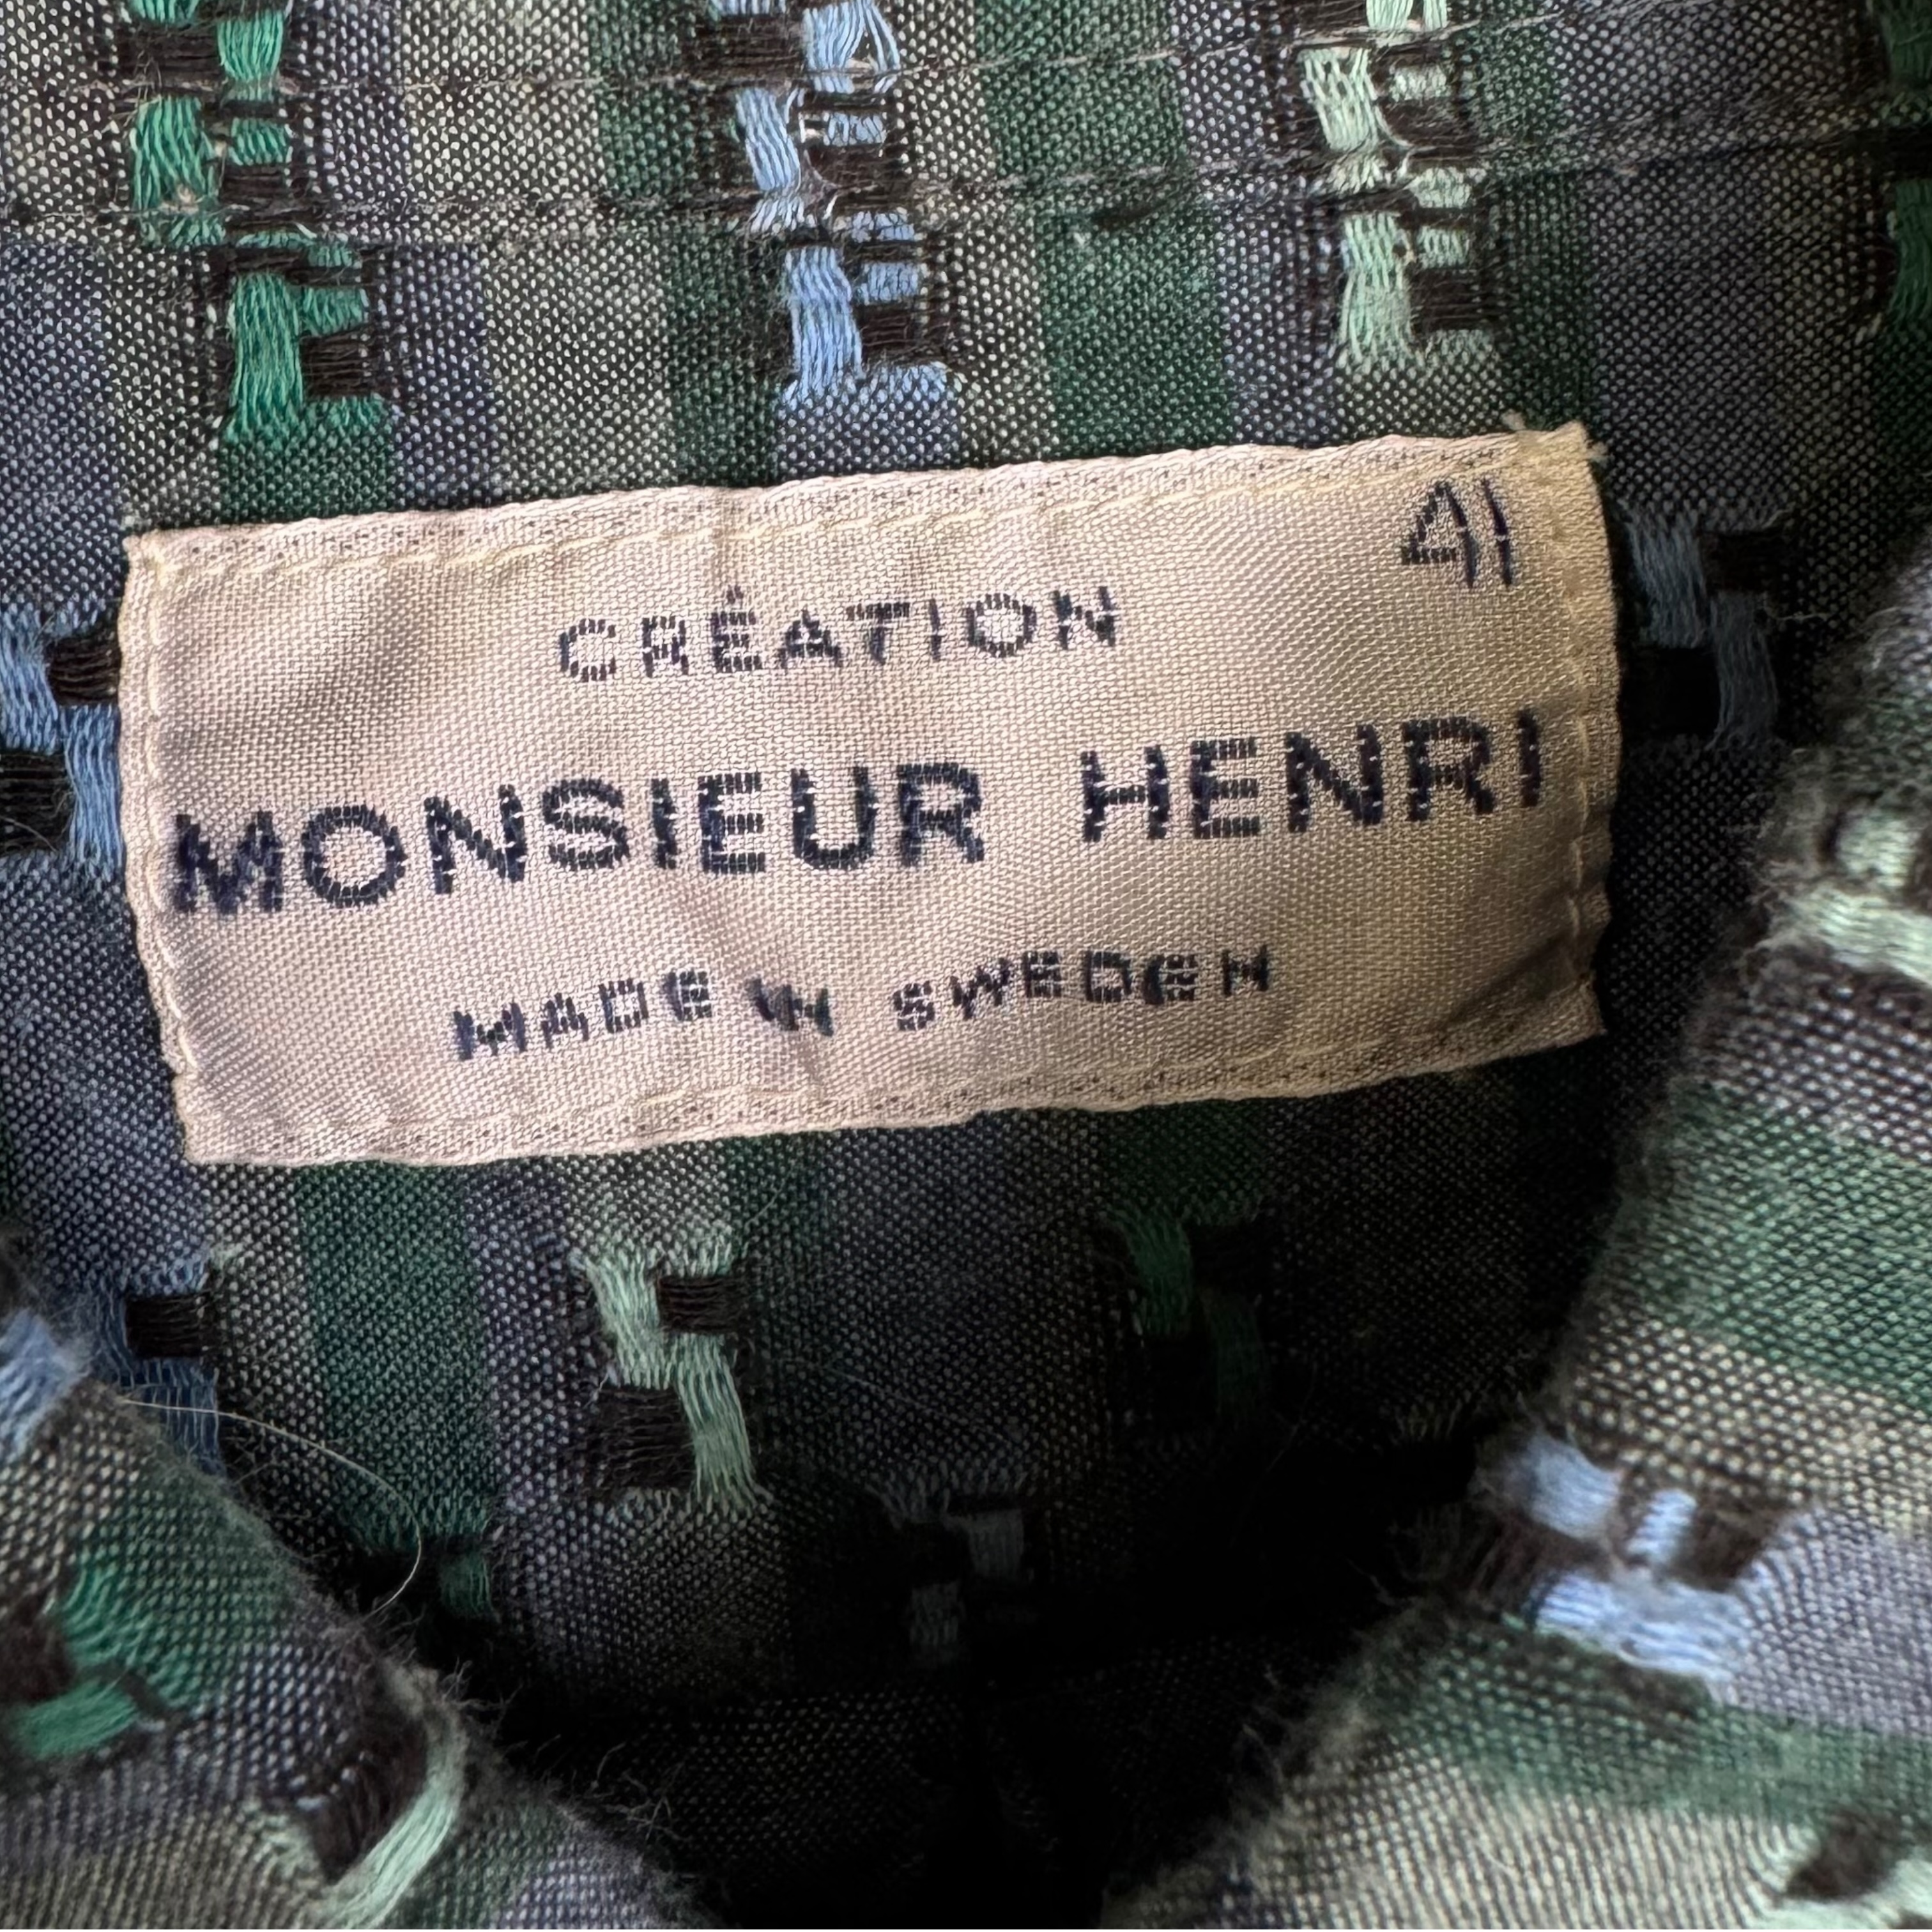 41
CRÉATION
MONSIEUR HENRI
MADE IN SWEDEN